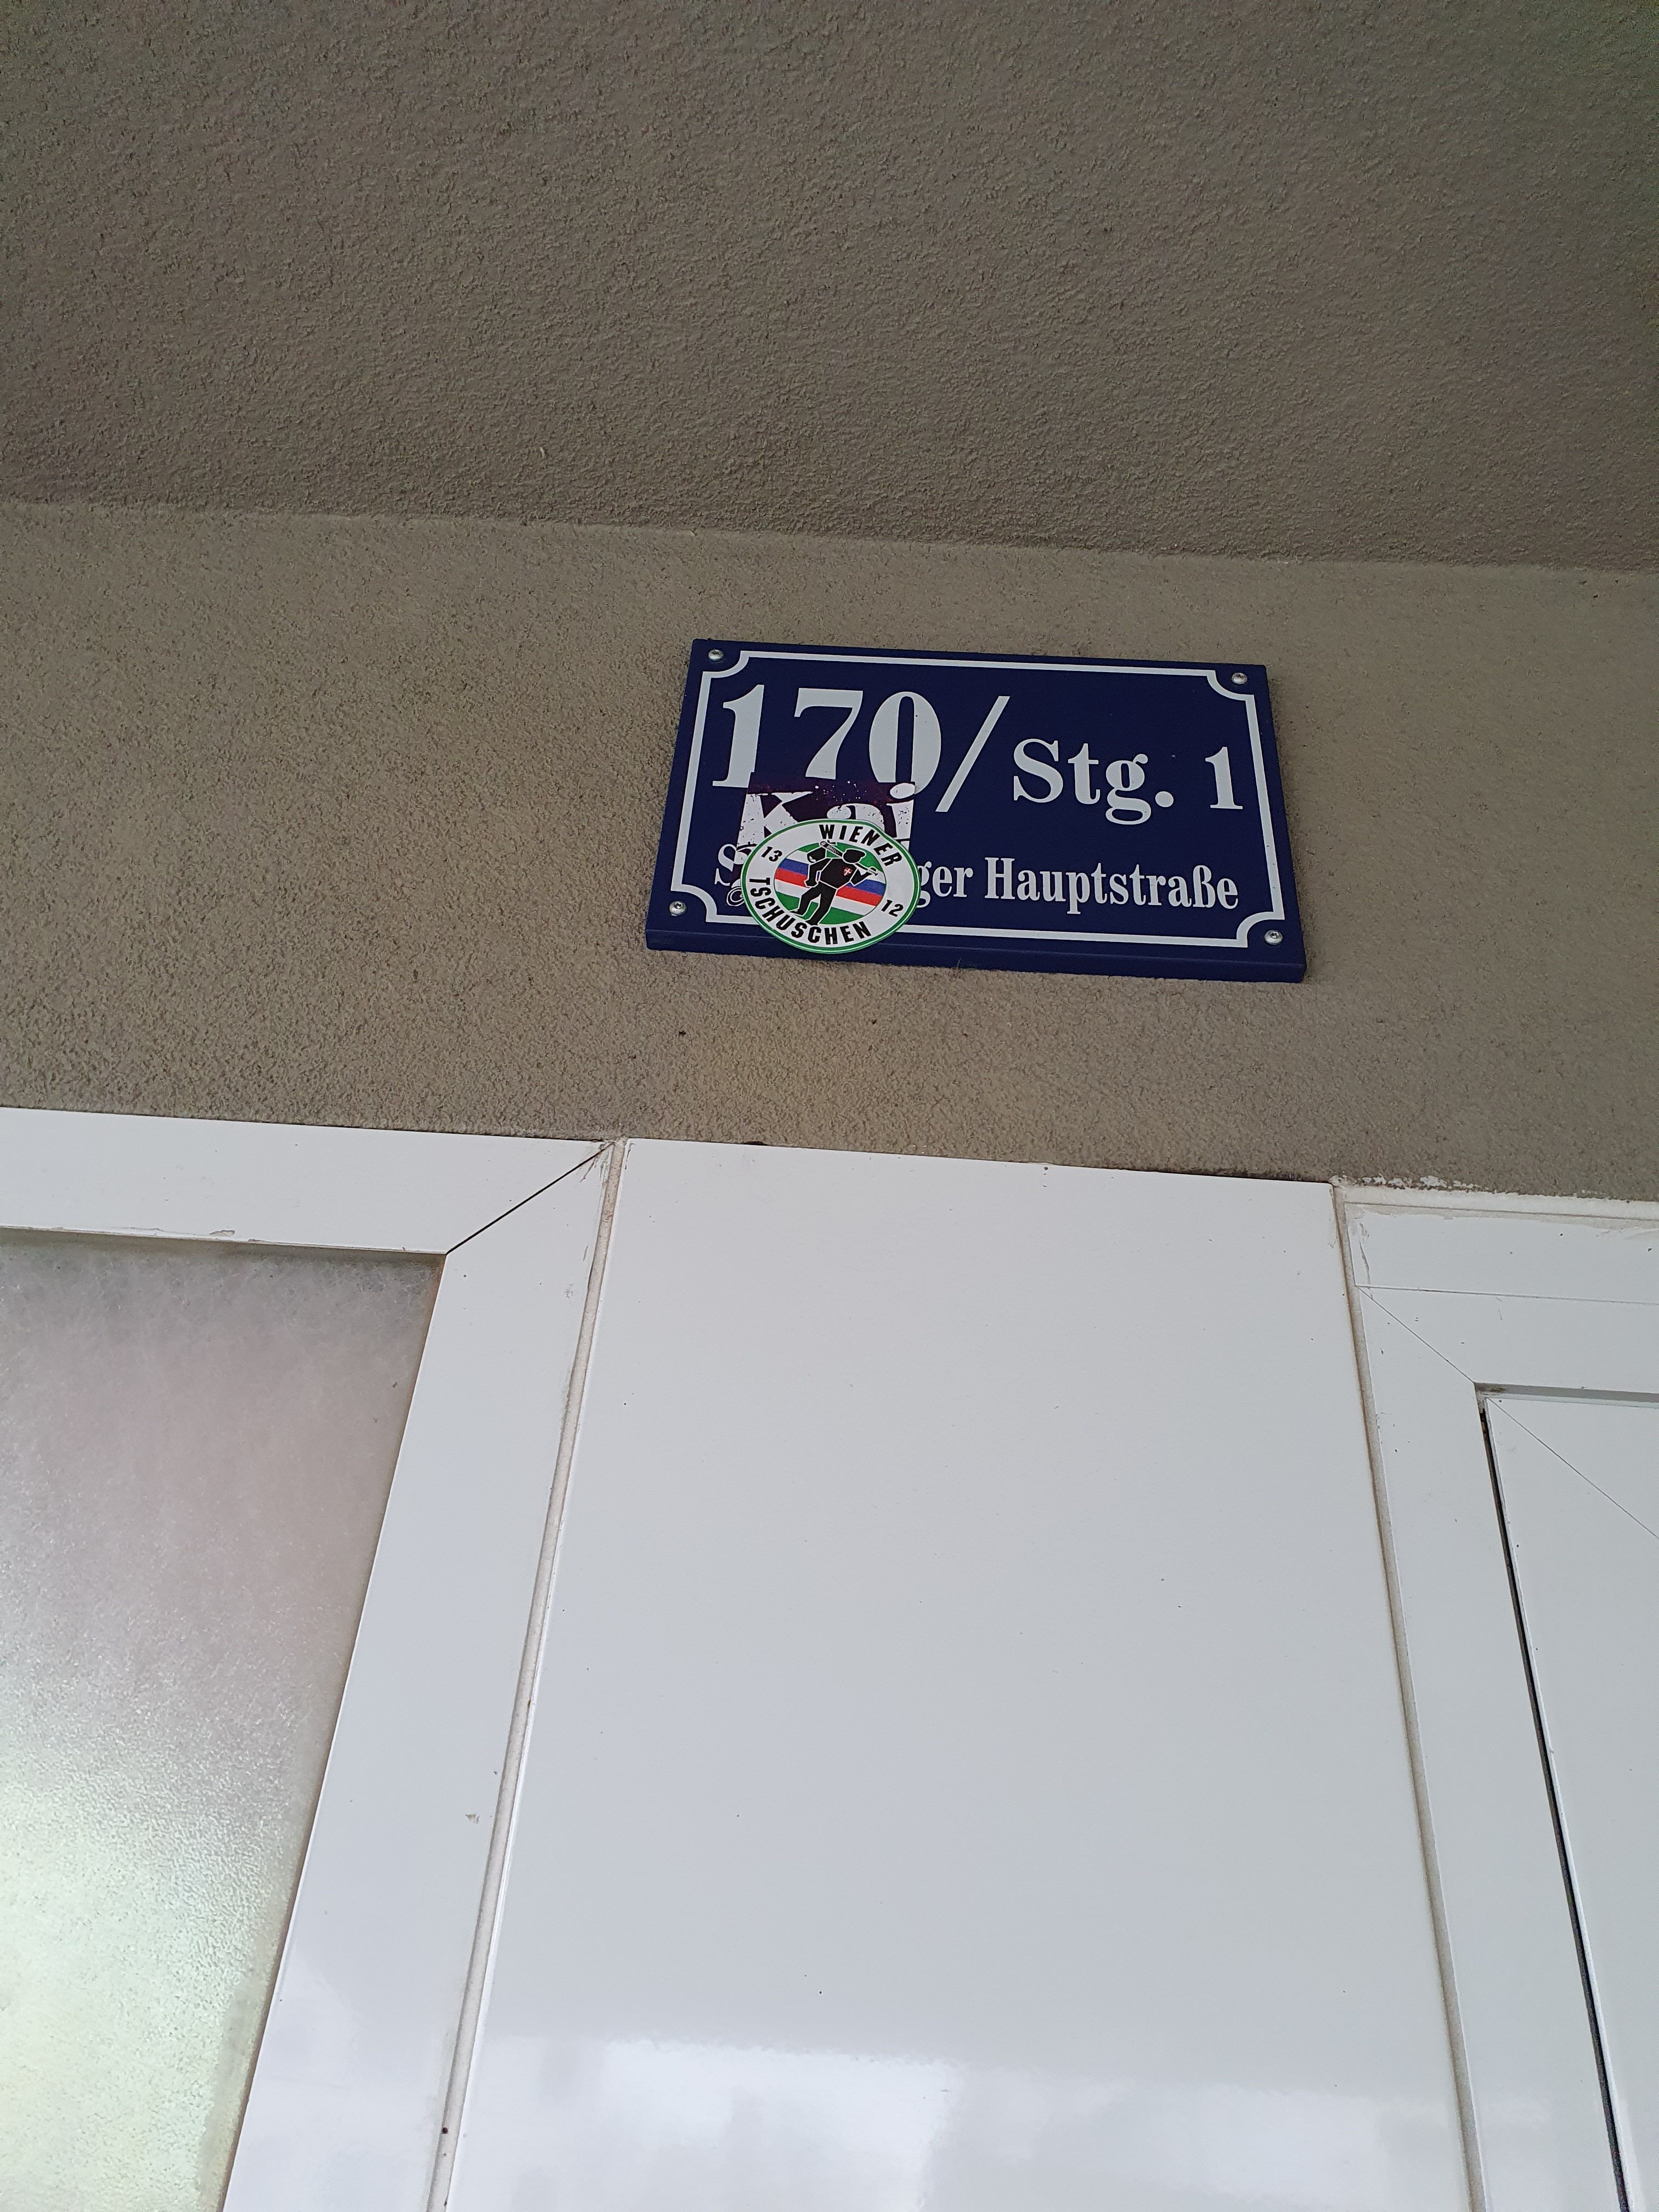 170/Stg. 1
ger Hauptstraße
WIENER
13
12
TSCHUSCHEN